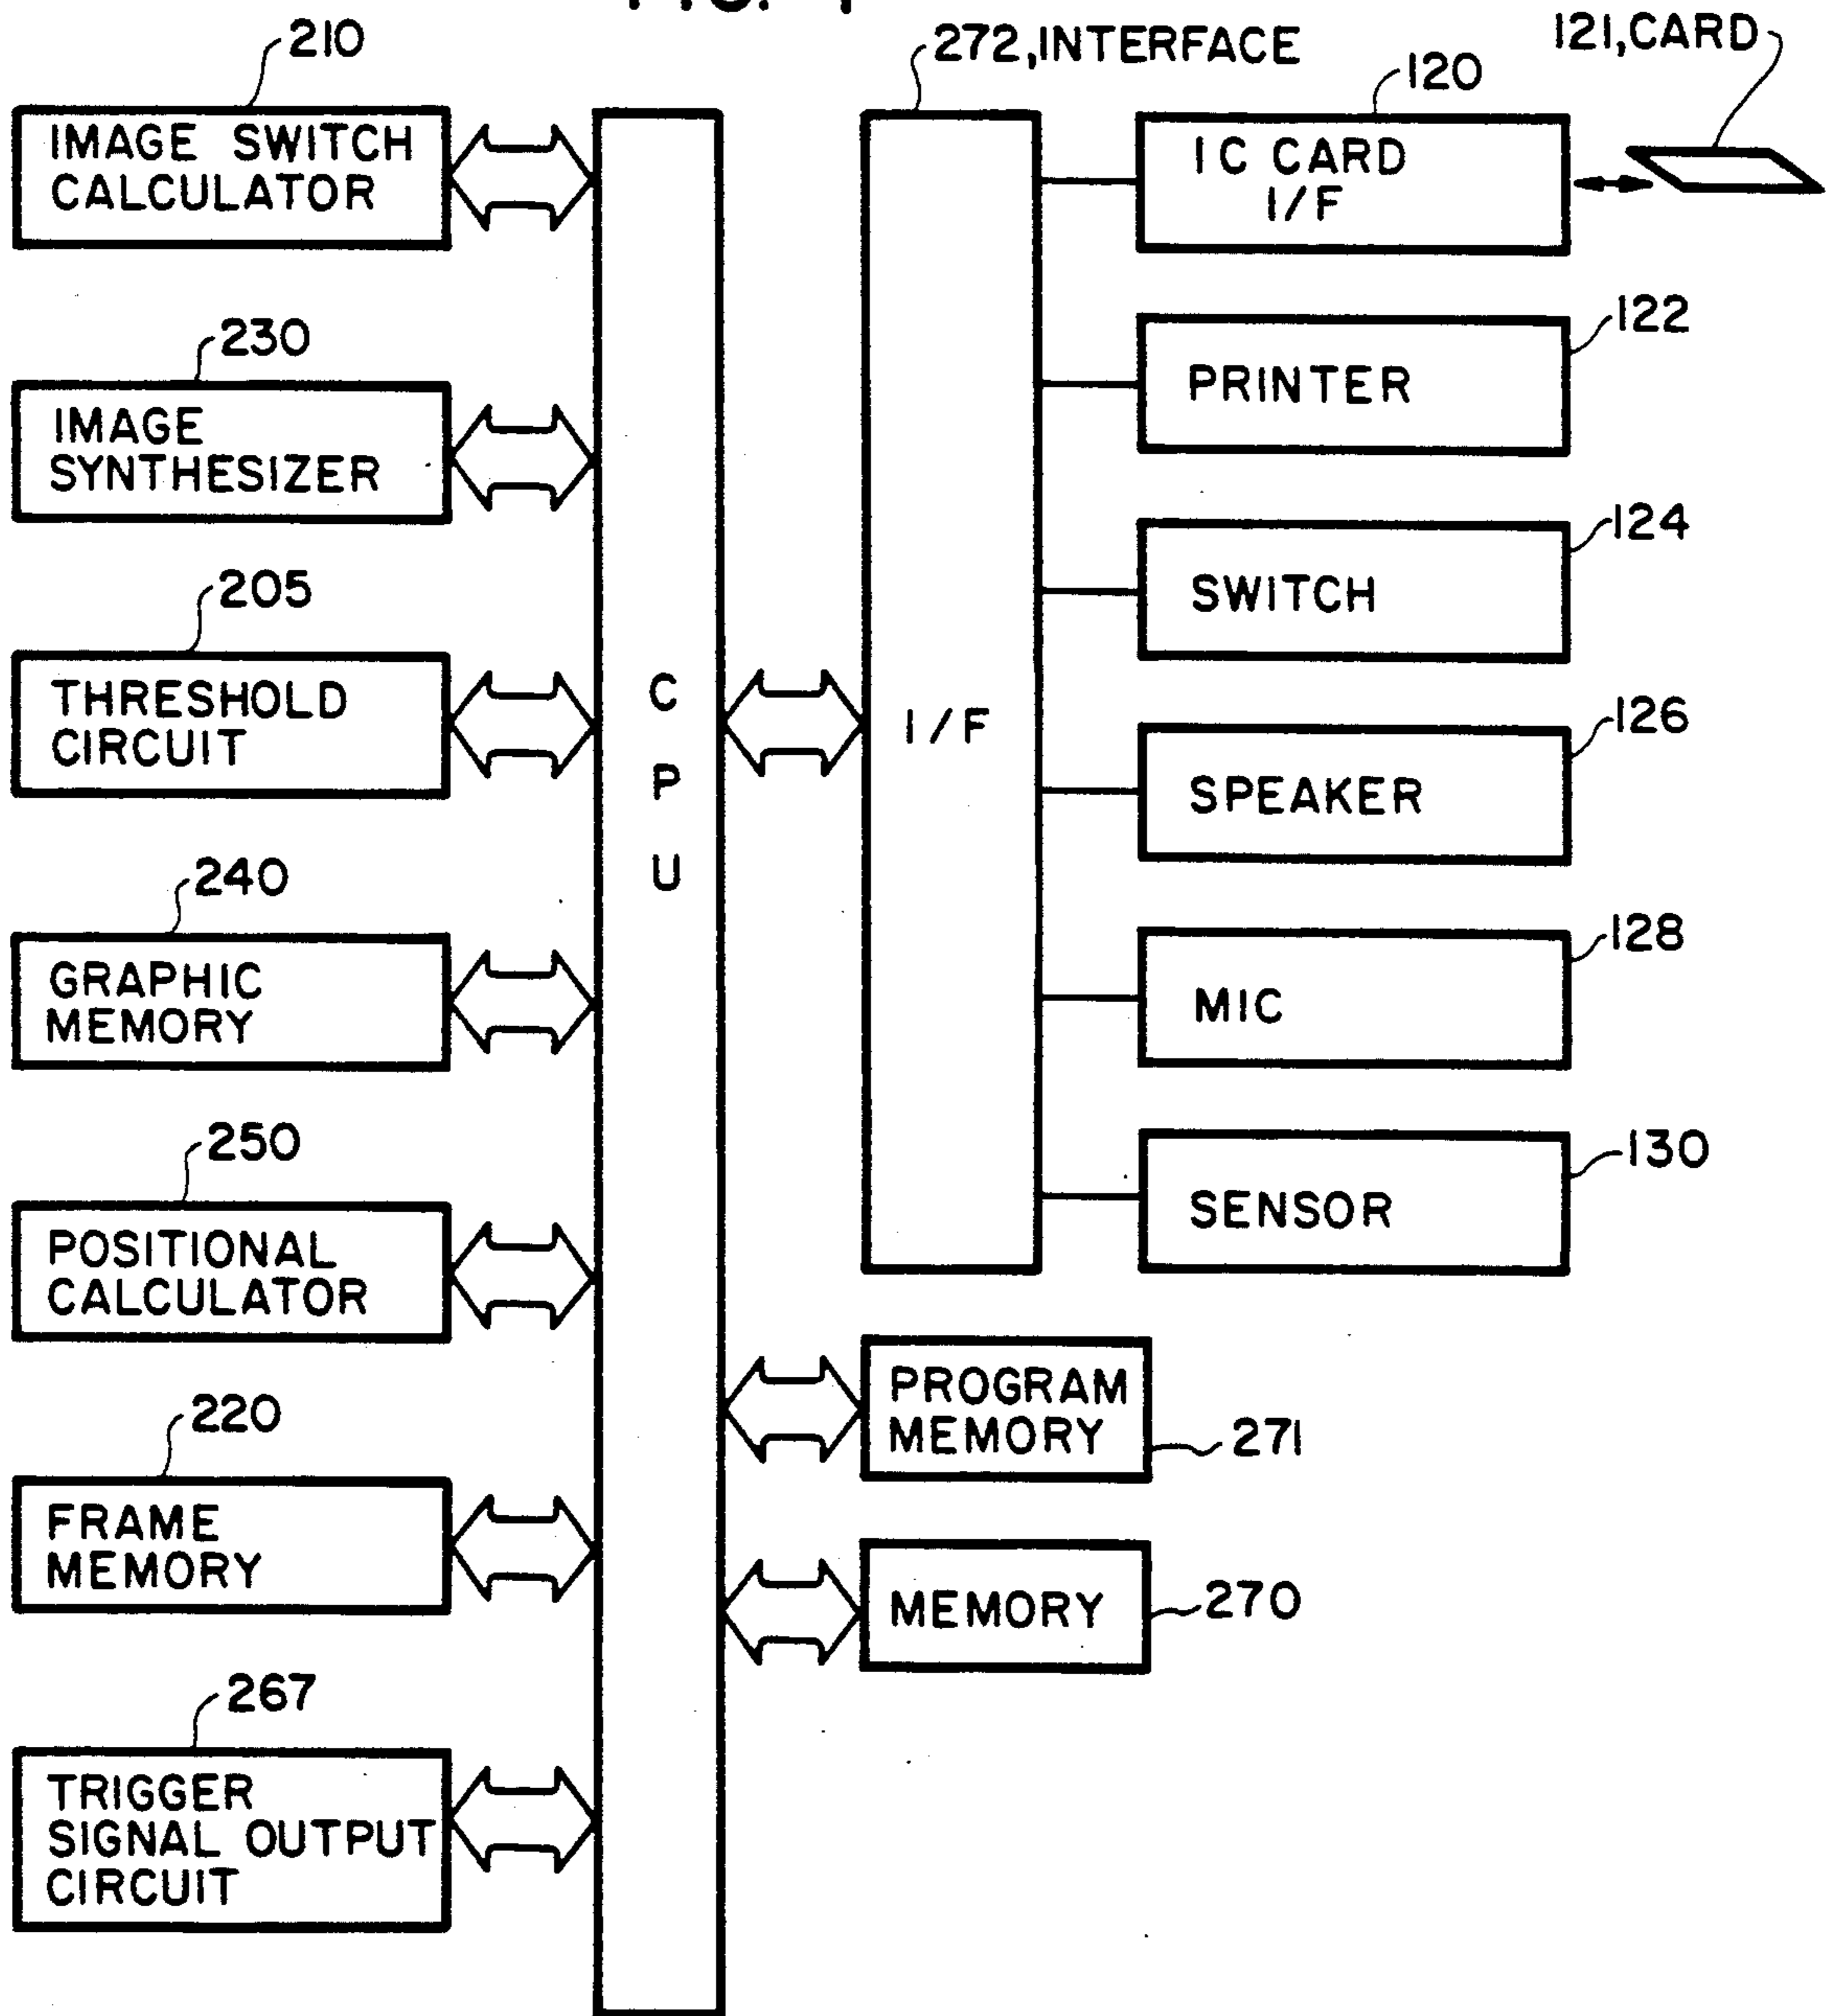 210
IMAGE SWITCH
CALCULATOR
230
IMAGE
SYNTHESIZER
205
THRESHOLD
CIRCUIT
240
GRAPHIC
MEMORY
250
POSITIONAL
CALCULATOR
220
FRAME
MEMORY
267
TRIGGER
SIGNAL OUTPUT
CIRCUIT
C
P
U
272,INTERFACE
I/F
120
IC CARD
I/F
121,CARD
122
PRINTER
124
SWITCH
126
SPEAKER
128
MIC
130
SENSOR
PROGRAM
MEMORY
271
MEMORY
270